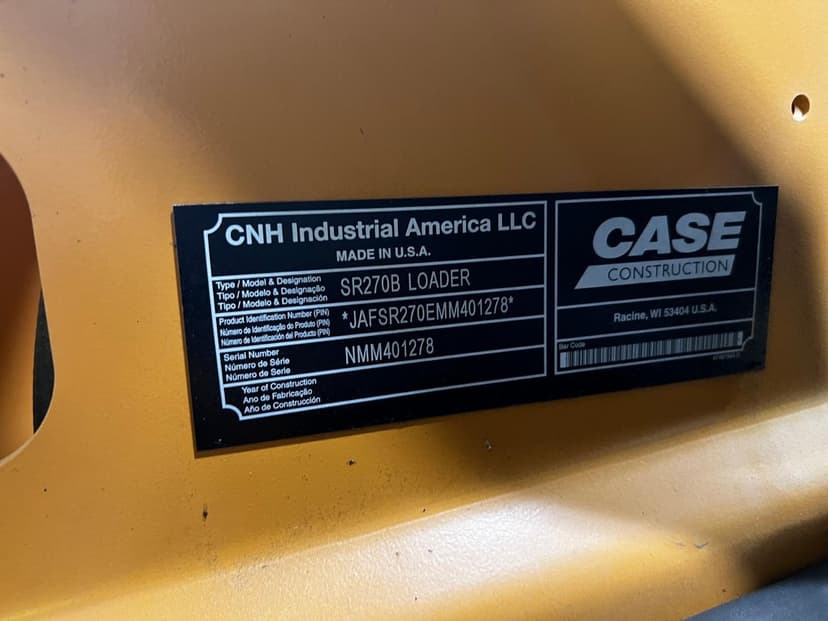 CNH Industrial America LLC
MADE IN U.S.A.
Type / Model & Designation
Tipo / Modelo & Designação
Tipo / Modelo & Designación
SR270B LOADER
Product Identification Number (PIN)
Número de Identificação do Produto (PIN)
Número de Identificación del Producto (PIN)
*JAFSR270EMM401278*
Serial Number
Número de Série
Número de Serie
NMM401278
Year of Construction
Ano de Fabricação
Año de Construcción
CASE
CONSTRUCTION
Racine, WI 53404 U.S.A.
Bar Code